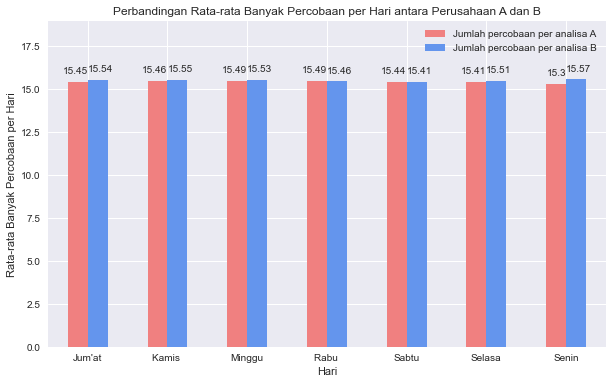 Perbandingan Rata-rata Banyak Percobaan per Hari antara Perusahaan A dan B
Jumlah percobaan per analisa A
Jumlah percobaan per analisa B
17.5
15.0
12.5
10.0
7.5
5.0
2.5
0.0
Rata-rata Banyak Percobaan per Hari
15.45 15.54 15.46 15.55 15.49 15.53 15.49 15.46 15.44 15.41 15.41 15.51 15.3 15.57
Jum'at Kamis Minggu Rabu Sabtu Selasa Senin
Hari